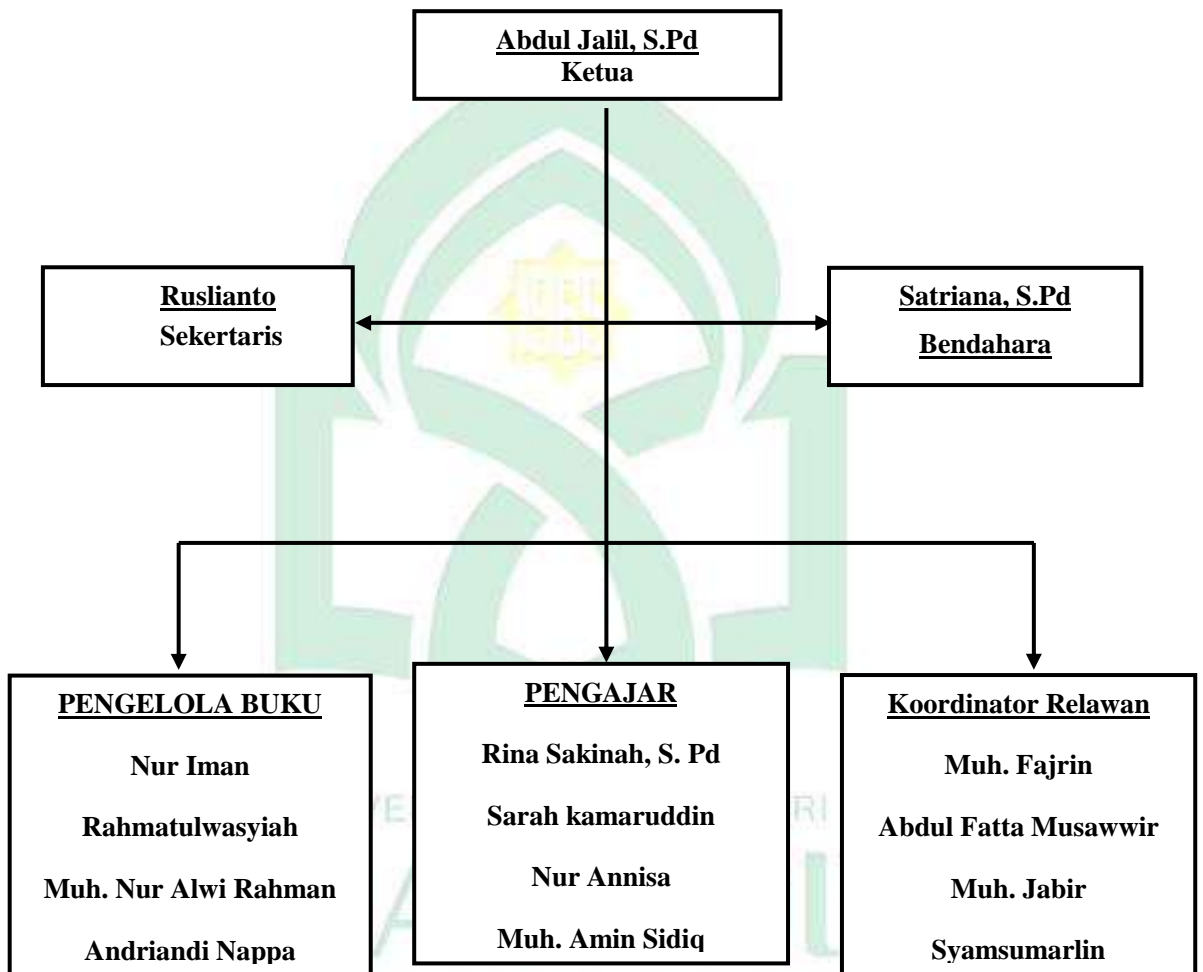 Abdul Jalil, S.Pd
Ketua
Ruslianto
Sekertaris
Satriana, S.Pd
Bendahara
PENGELOLA BUKU
Nur Iman
Rahmatulwasyiah
Muh. Nur Alwi Rahman
Andriandi Nappa
PENGAJAR
Rina Sakinah, S. Pd
Sarah kamaruddin
Nur Annisa
Muh. Amin Sidiq
Koordinator Relawan
Muh. Fajrin
Abdul Fatta Musawwir
Muh. Jabir
Syamsumarlin